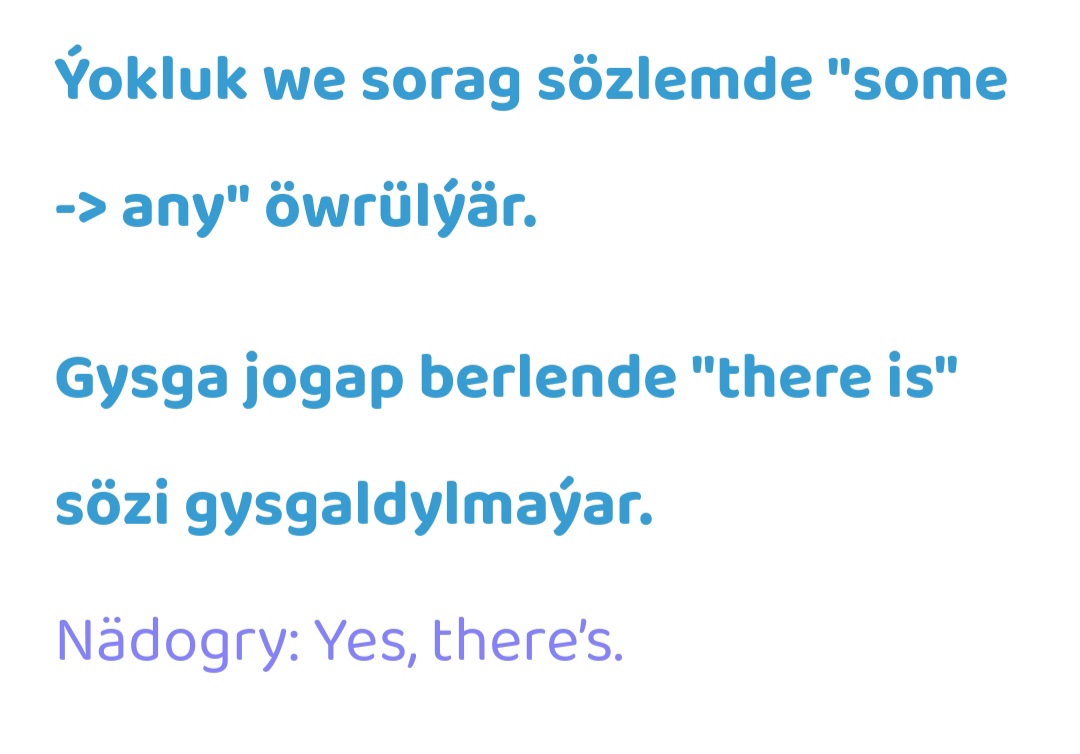 Ýokluk we sorag sözlemde "some
-> any" öwrülýär.
Gysga jogap berlende "there is"
sözi gysgaldylmaýar.
Nädogry: Yes, there's.